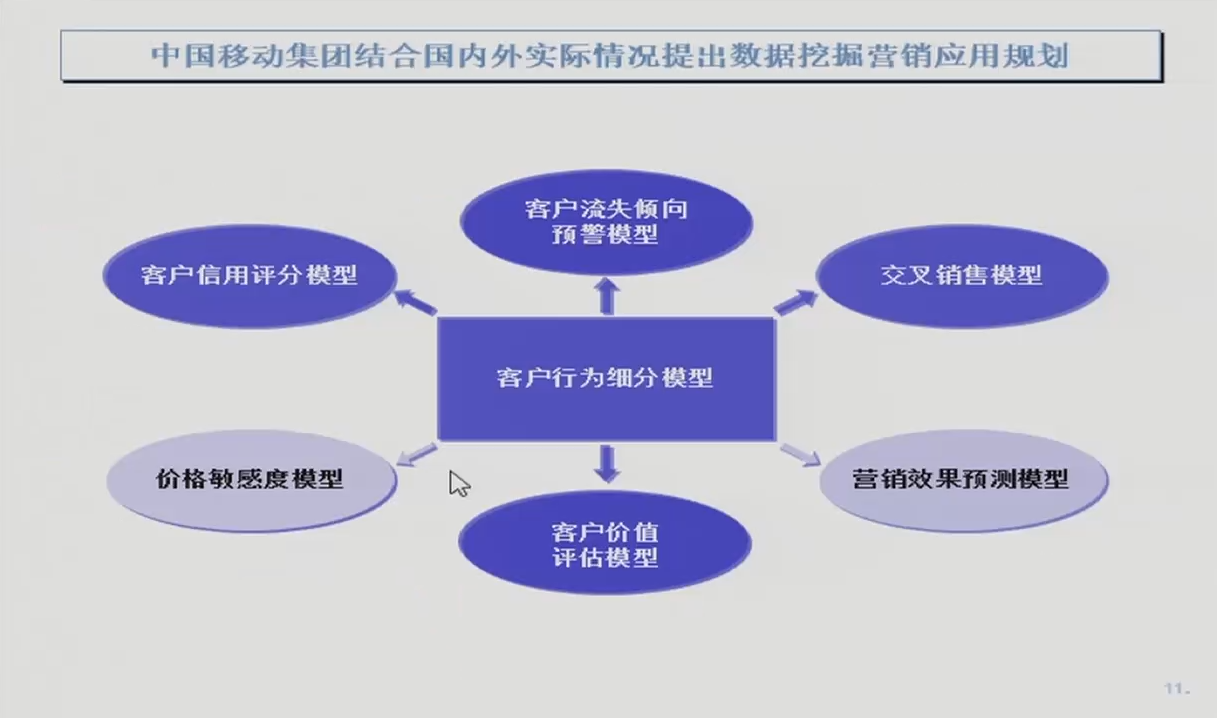 中国移动集团结合国内外实际情况提出数据挖掘营销应用规划
客户流失倾向
预警模型
客户信用评分模型
交叉销售模型
客户行为细分模型
价格敏感度模型
营销效果预测模型
客户价值
评估模型
11.